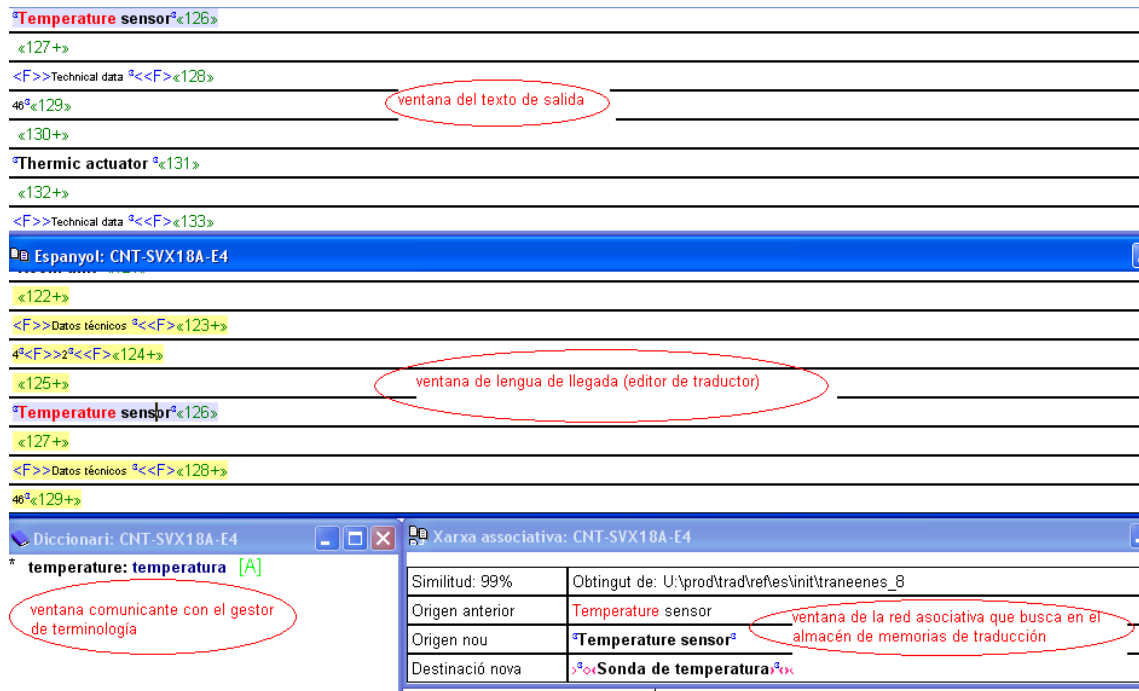 ªTemperature sensorª«126»
«127+»
<F>>Technical data ª<<F>«128»
46ª«129»
ventana del texto de salida
«130+»
ªThermic actuator ª«131»
«132+»
<F>>Technical data ª<<F>«133»
Espanyol: CNT-SVX18A-E4
«122+»
<F>>Datos técnicos ª<<F>«123+»
4ª<F>>2ª<<F>«124+»
«125+»
ventana de lengua de llegada (editor de traductor)
ªTemperature sensorª«126»
«127+»
<F>>Datos técnicos ª<<F>«128+»
46ª«129+»
Diccionari: CNT-SVX18A-E4
* temperature: temperatura [A]
ventana comunicante con el gestor
de terminología
Xarxa associativa: CNT-SVX18A-E4
Similitud: 99% Obtingut de: U:\prod\trad\ref\es\init\traneenes_8
Origen anterior Temperature sensor
ventana de la red asociativa que busca en el
almacén de memorias de traducción
Origen nou ªTemperature sensorª
Destinació nova ›ª◇‹Sonda de temperatura›ª◇‹